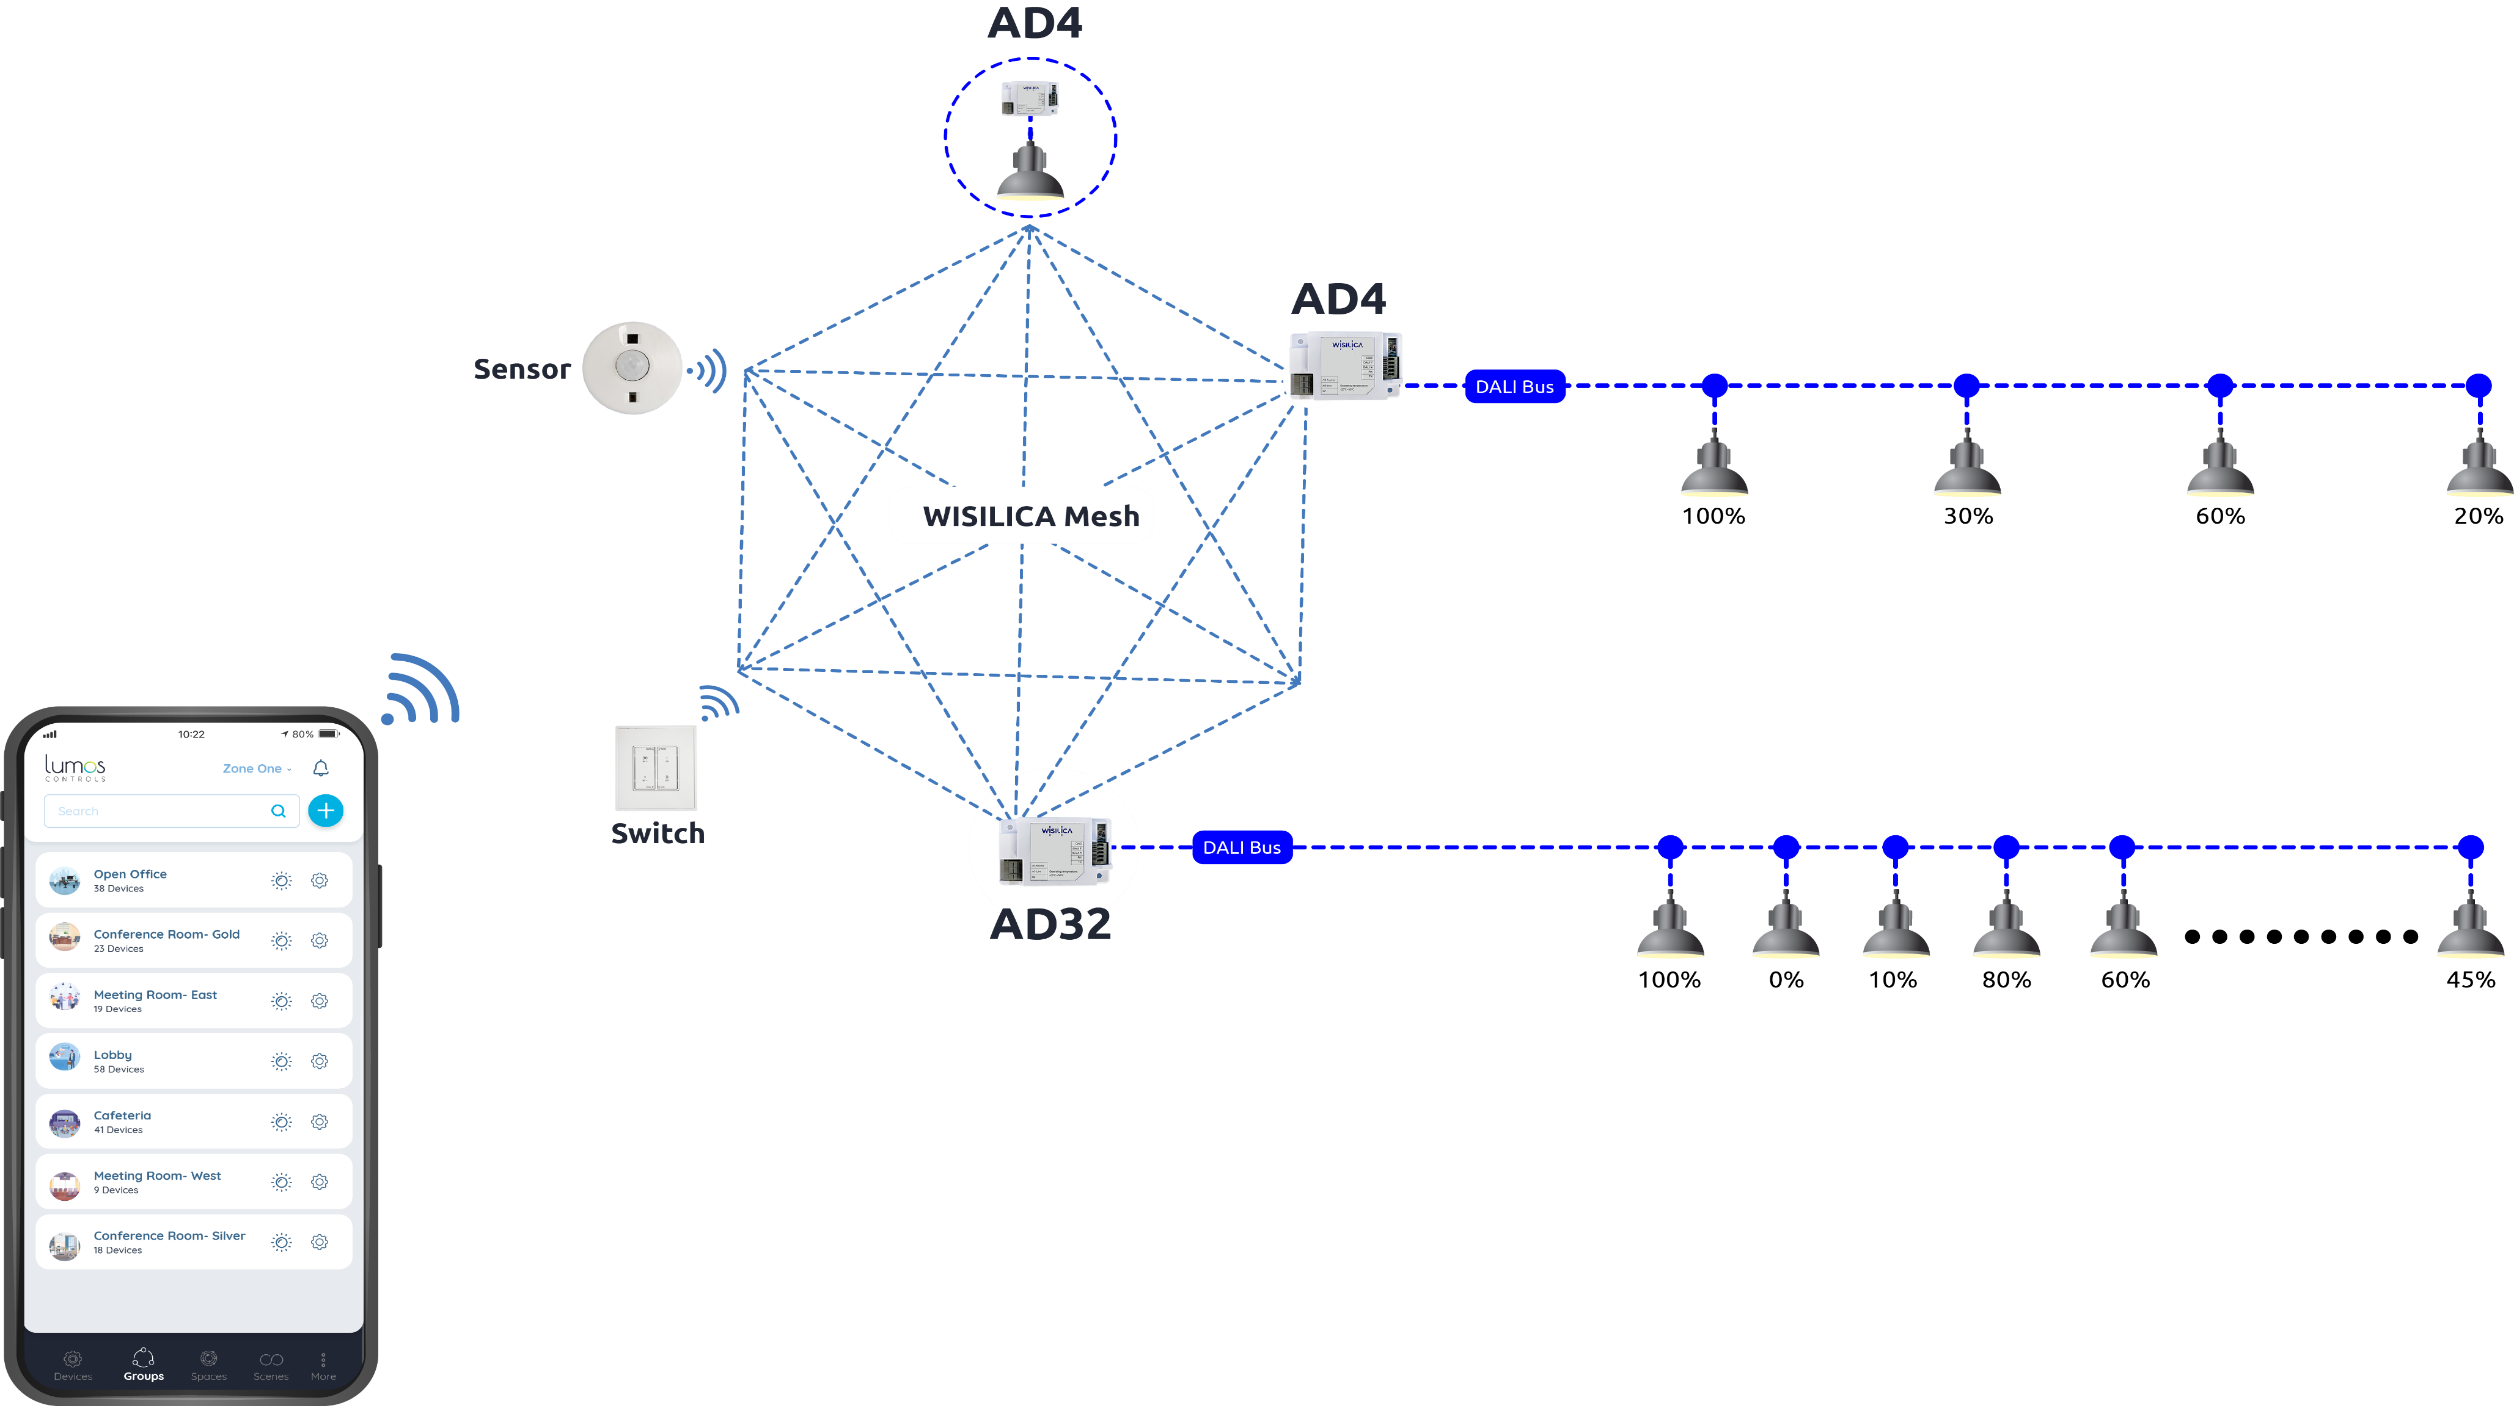 AD4
WISILICA
AD4
WISILICA
Sensor
DALI Bus
100%
30%
60%
20%
WISILICA Mesh
Switch
WISILICA
DALI Bus
AD32
100%
0%
10%
80%
60%
45%
10:22
80%
lumos
CONTROLS
Zone One
Search
Open Office
38 Devices
Conference Room- Gold
23 Devices
Meeting Room- East
19 Devices
Lobby
58 Devices
Cafeteria
41 Devices
Meeting Room- West
9 Devices
Conference Room- Silver
18 Devices
Devices
Groups
Spaces
Scenes
More